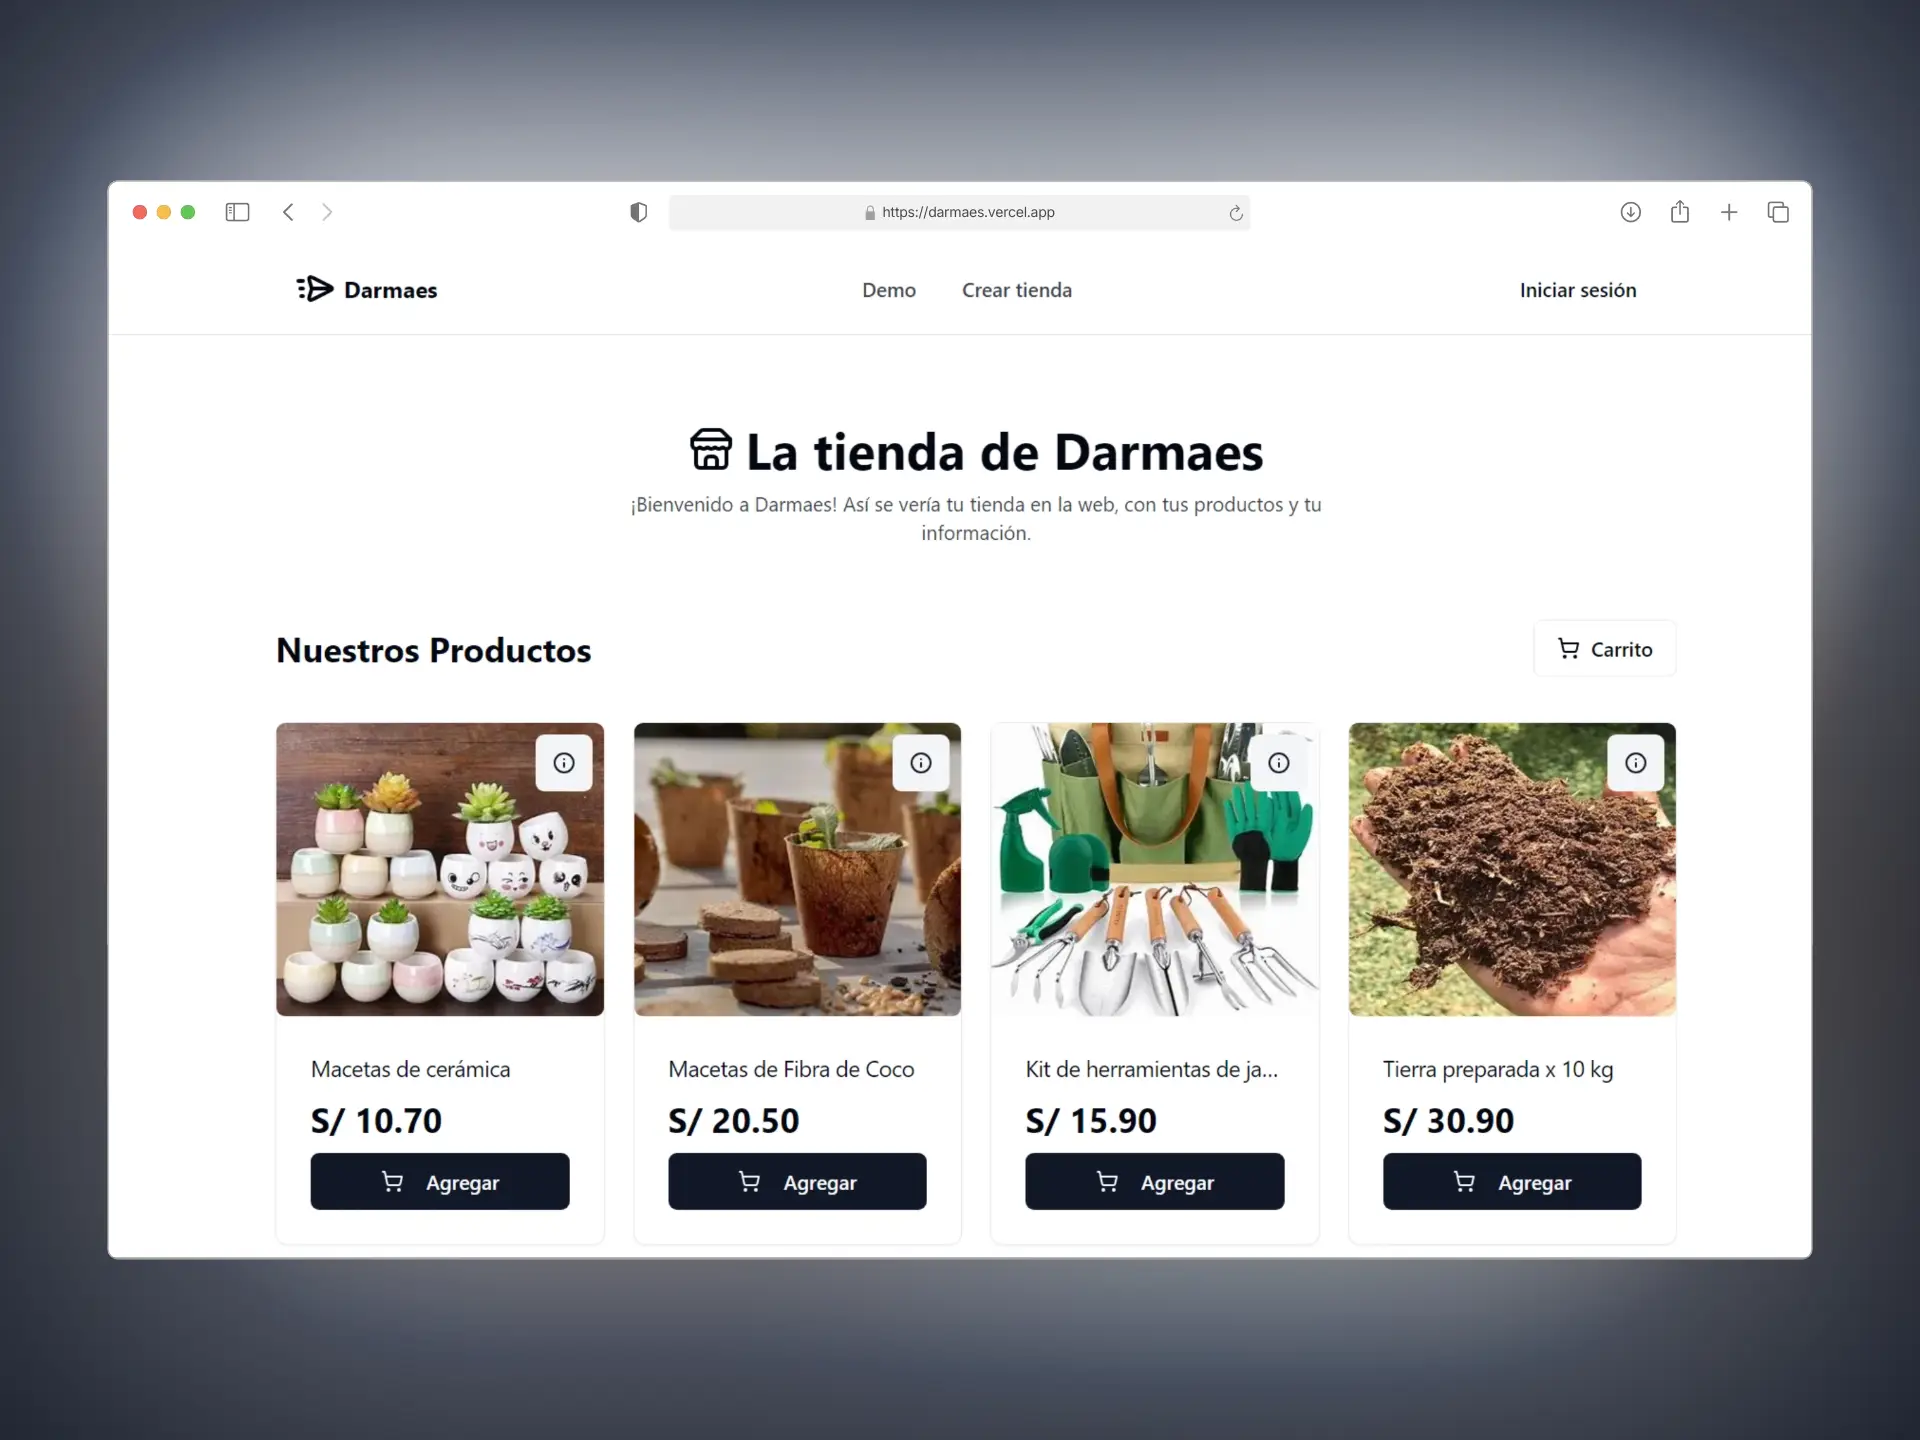 https://darmaes.vercel.app
Darmaes
Demo
Crear tienda
Iniciar sesión
La tienda de Darmaes
¡Bienvenido a Darmaes! Así se vería tu tienda en la web, con tus productos y tu
información.
Nuestros Productos
Carrito
Macetas de cerámica
S/ 10.70
Agregar
Macetas de Fibra de Coco
S/ 20.50
Agregar
Kit de herramientas de ja...
S/ 15.90
Agregar
Tierra preparada x 10 kg
S/ 30.90
Agregar